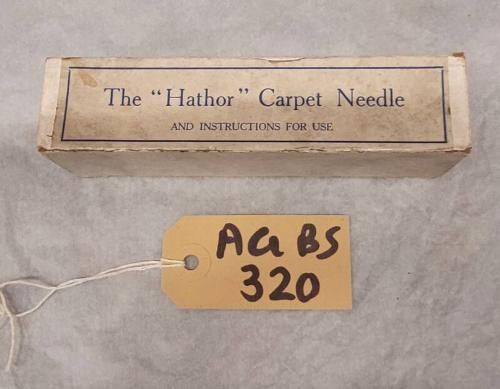 The "Hathor" Carpet Needle
AND INSTRUCTIONS FOR USE
AG BS
320